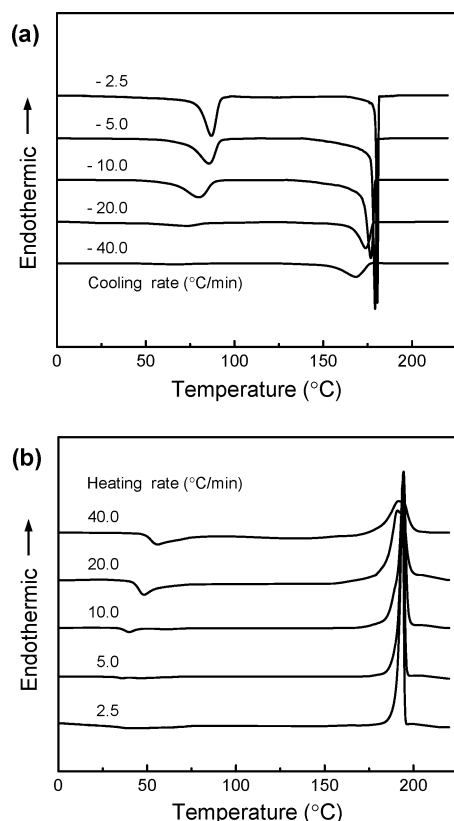 (a)
Endothermic
- 2.5
- 5.0
- 10.0
- 20.0
- 40.0
Cooling rate (°C/min)
0 50 100 150 200
Temperature (°C)
(b)
Endothermic
Heating rate (°C/min)
40.0
20.0
10.0
5.0
2.5
0 50 100 150 200
Temperature (°C)